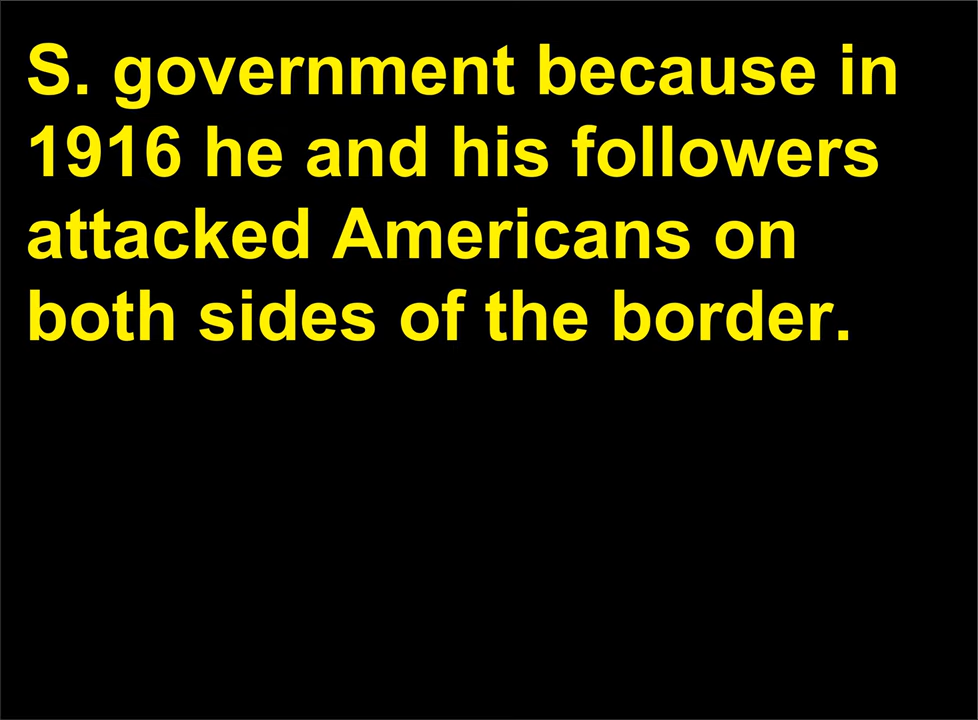 S. government because in
1916 he and his followers
attacked Americans on
both sides of the border.